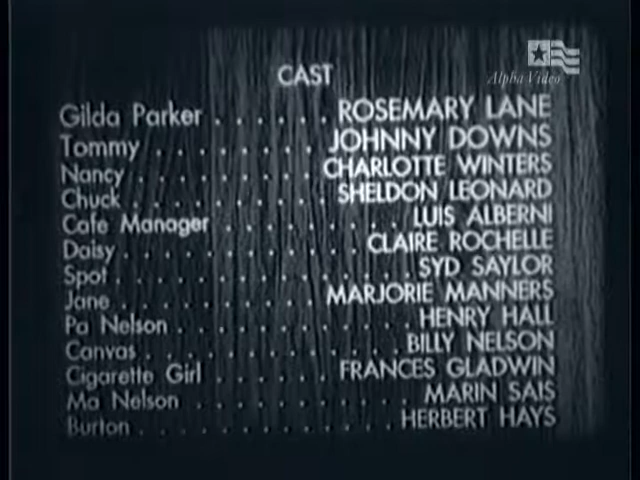 Alpha Video
CAST
Gilda Parker . . . . . . ROSEMARY LANE
Tommy . . . . . . . . JOHNNY DOWNS
Nancy . . . . . . . . . CHARLOTTE WINTERS
Chuck . . . . . . . . . SHELDON LEONARD
Cafe Manager . . . . . . . . LUIS ALBERNI
Daisy . . . . . . . . . . . CLAIRE ROCHELLE
Spot . . . . . . . . . . . . . . SYD SAYLOR
Jane . . . . . . . . . . MARJORIE MANNERS
Pa Nelson . . . . . . . . . . . . HENRY HALL
Canvas . . . . . . . . . . . . . BILLY NELSON
Cigarette Girl . . . . . . FRANCES GLADWIN
Ma Nelson . . . . . . . . . . . MARIN SAIS
Burton . . . . . . . . . . . . . HERBERT HAYS